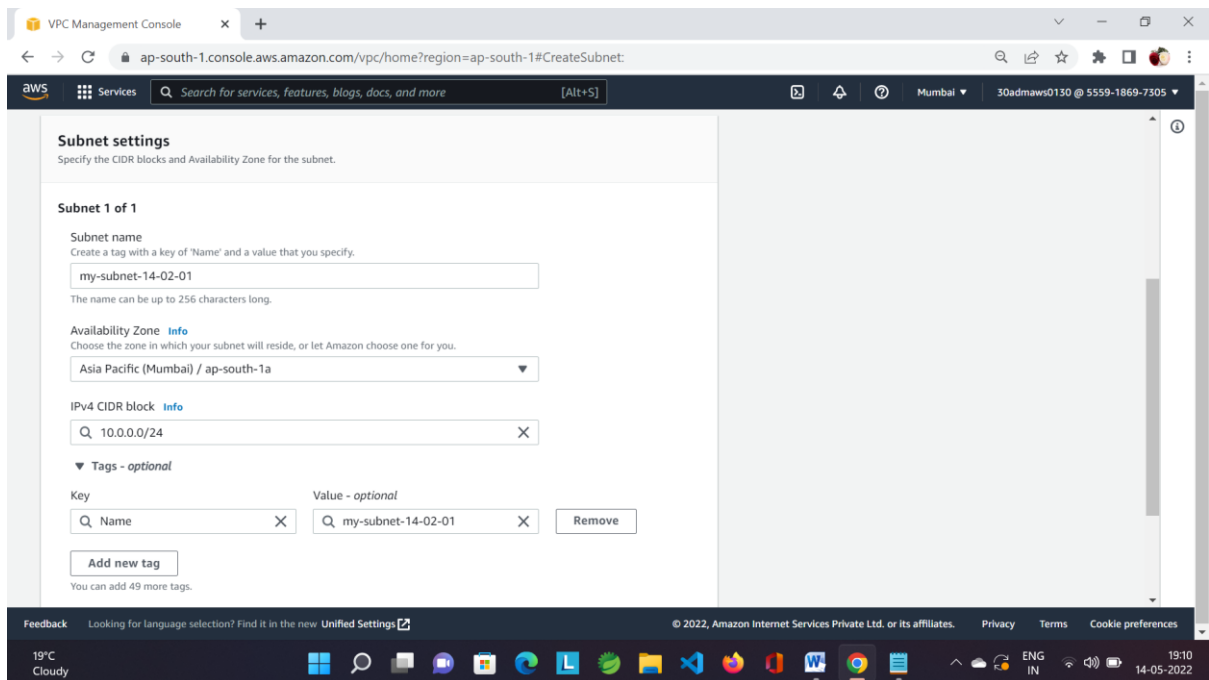 VPC Management Console
ap-south-1.console.aws.amazon.com/vpc/home?region=ap-south-1#CreateSubnet:
aws Services Search for services, features, blogs, docs, and more [Alt+S] Mumbai 30admaws0130 @ 5559-1869-7305
Subnet settings
Specify the CIDR blocks and Availability Zone for the subnet.
Subnet 1 of 1
Subnet name
Create a tag with a key of 'Name' and a value that you specify.
my-subnet-14-02-01
The name can be up to 256 characters long.
Availability Zone Info
Choose the zone in which your subnet will reside, or let Amazon choose one for you.
Asia Pacific (Mumbai) / ap-south-1a
IPv4 CIDR block Info
10.0.0.0/24
Tags - optional
Key Value - optional
Name my-subnet-14-02-01 Remove
Add new tag
You can add 49 more tags.
Feedback Looking for language selection? Find it in the new Unified Settings © 2022, Amazon Internet Services Private Ltd. or its affiliates. Privacy Terms Cookie preferences
19°C ENG 19:10
Cloudy L W IN 14-05-2022